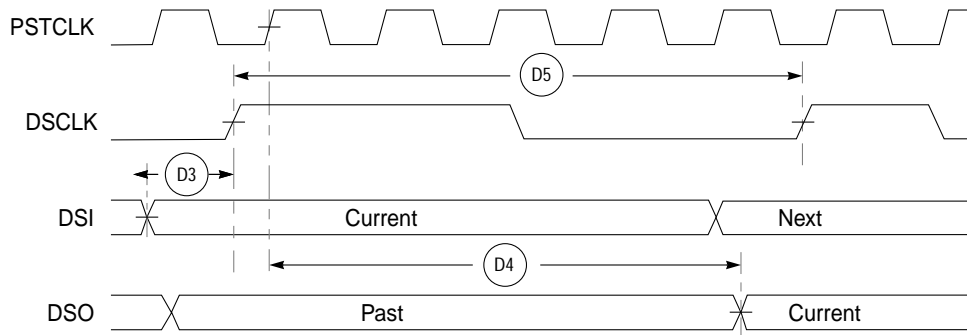 PSTCLK
D5
DSCLK
D3
DSI
Current
Next
D4
DSO
Past
Current